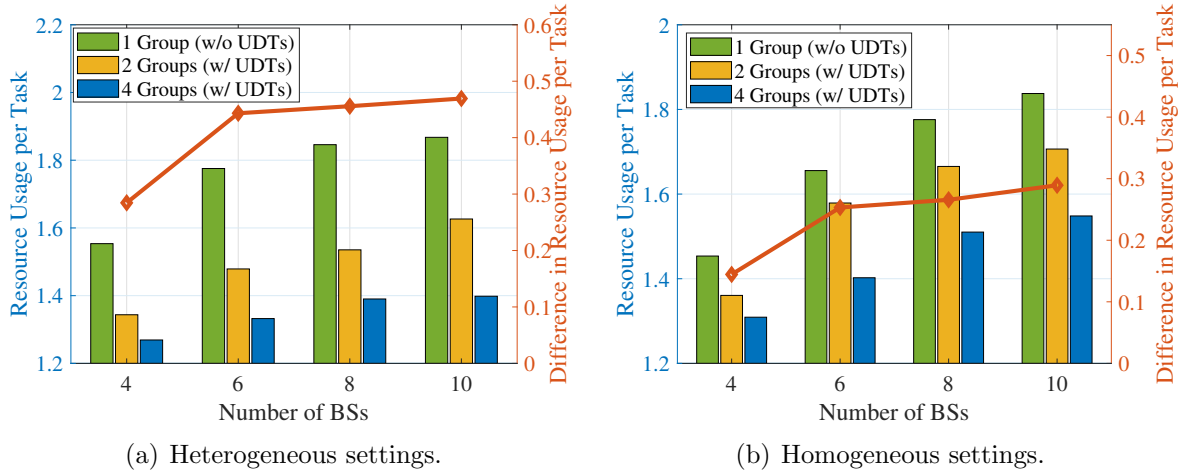 2.2
2
1.8
1.6
1.4
1.2
Resource Usage per Task
1 Group (w/o UDTs)
2 Groups (w/ UDTs)
4 Groups (w/ UDTs)
0.6
0.5
0.4
0.3
0.2
0.1
0
Difference in Resource Usage per Task
4 6 8 10
Number of BSs
(a) Heterogeneous settings.
2
1.8
1.6
1.4
1.2
Resource Usage per Task
1 Group (w/o UDTs)
2 Groups (w/ UDTs)
4 Groups (w/ UDTs)
0.5
0.4
0.3
0.2
0.1
0
Difference in Resource Usage per Task
4 6 8 10
Number of BSs
(b) Homogeneous settings.